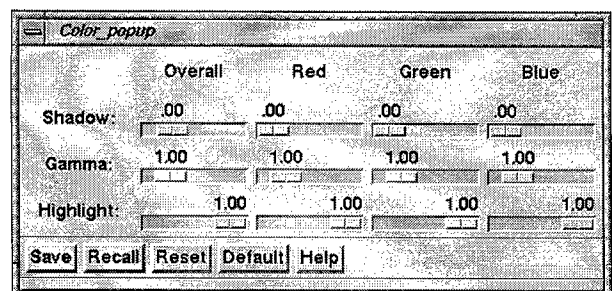 Color_popup
Overall Red Green Blue
Shadow: .00 .00 .00 .00
Gamma: 1.00 1.00 1.00 1.00
Highlight: 1.00 1.00 1.00 1.00
Save Recall Reset Default Help